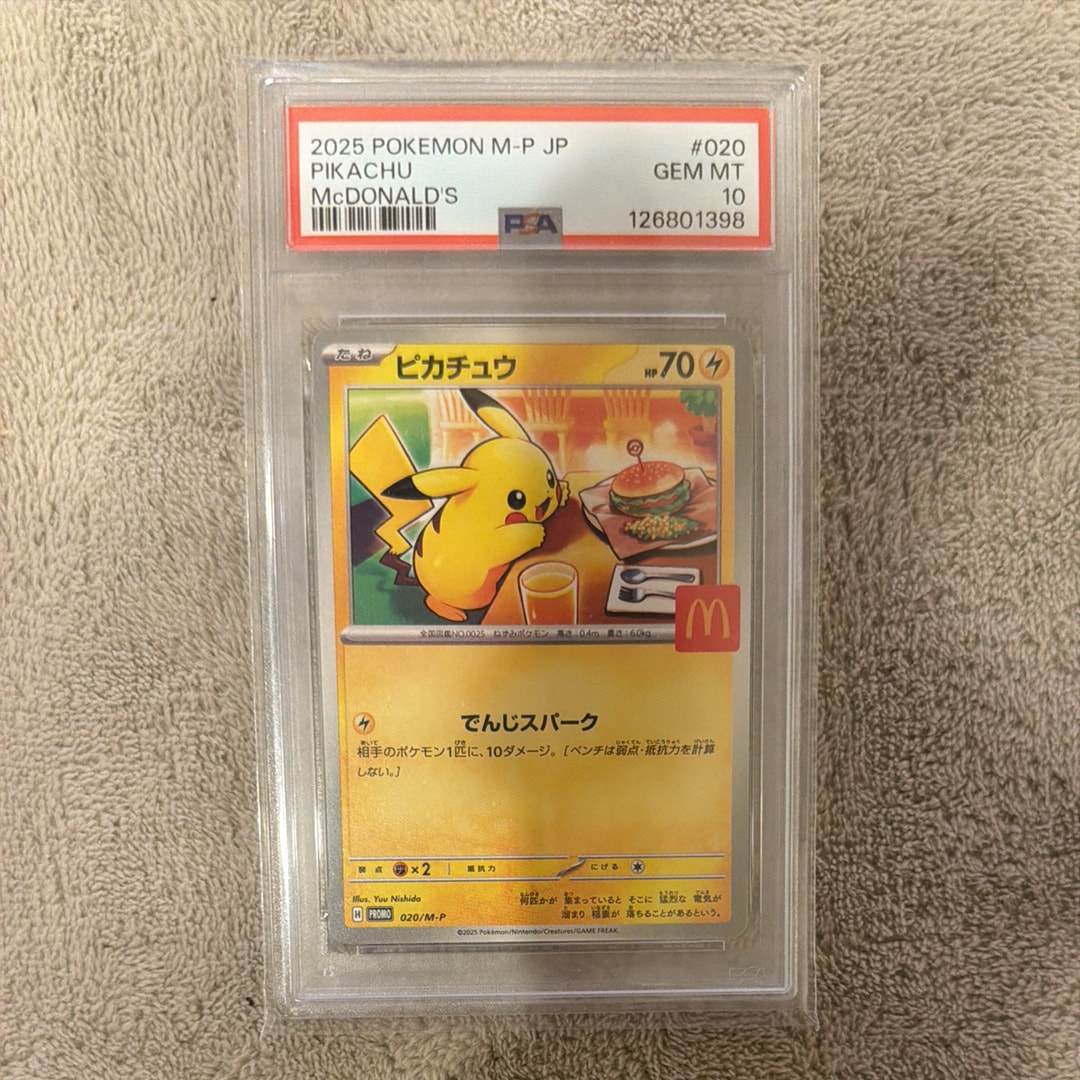 2025 POKEMON M-P JP #020
PIKACHU GEM MT
McDONALD'S 10
PSA 126801398
たね ピカチュウ HP 70
全国図鑑NO.0025 ねずみポケモン 高さ:0.4m 重さ:6.0kg
でんじスパーク
相手のポケモン1匹に、10ダメージ。[ベンチは弱点・抵抗力を計算
しない。]
弱点 ×2 抵抗力 にげる
Illus. Yuu Nishida
何匹かが 集まっていると そこに 猛烈な 電気が
溜まり 稲妻が 落ちることがあるという。
H PROMO 020/M-P
©2025 Pokémon/Nintendo/Creatures/GAME FREAK.
PSA